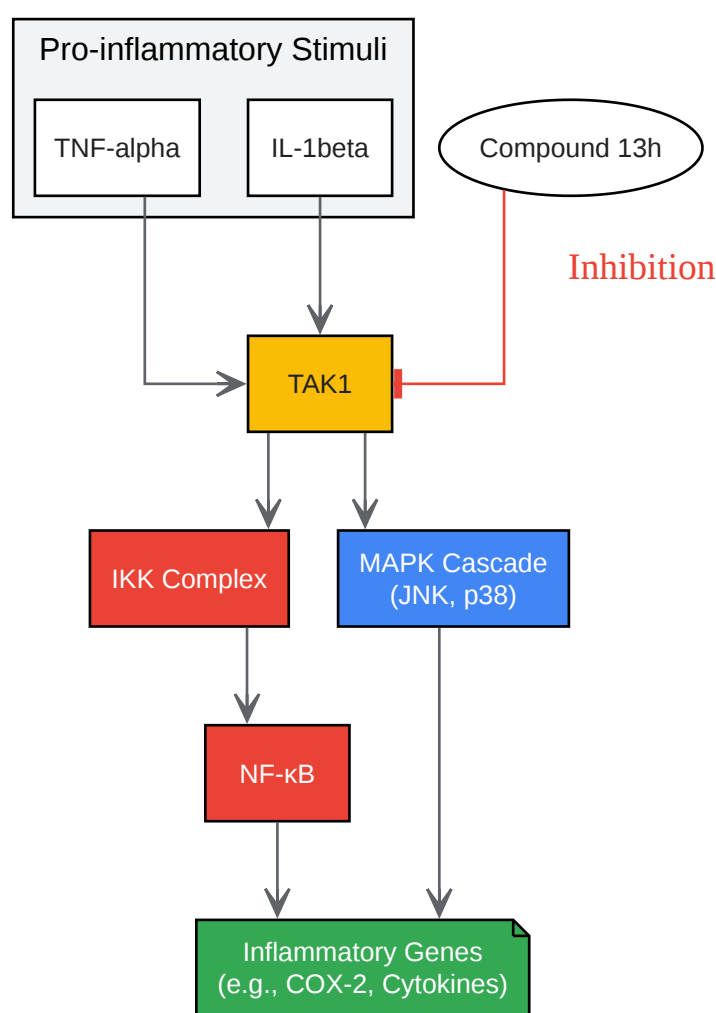 Pro-inflammatory Stimuli
TNF-alpha
IL-1beta
Compound 13h
Inhibition
TAK1
IKK Complex
MAPK Cascade
(JNK, p38)
NF-κB
Inflammatory Genes
(e.g., COX-2, Cytokines)